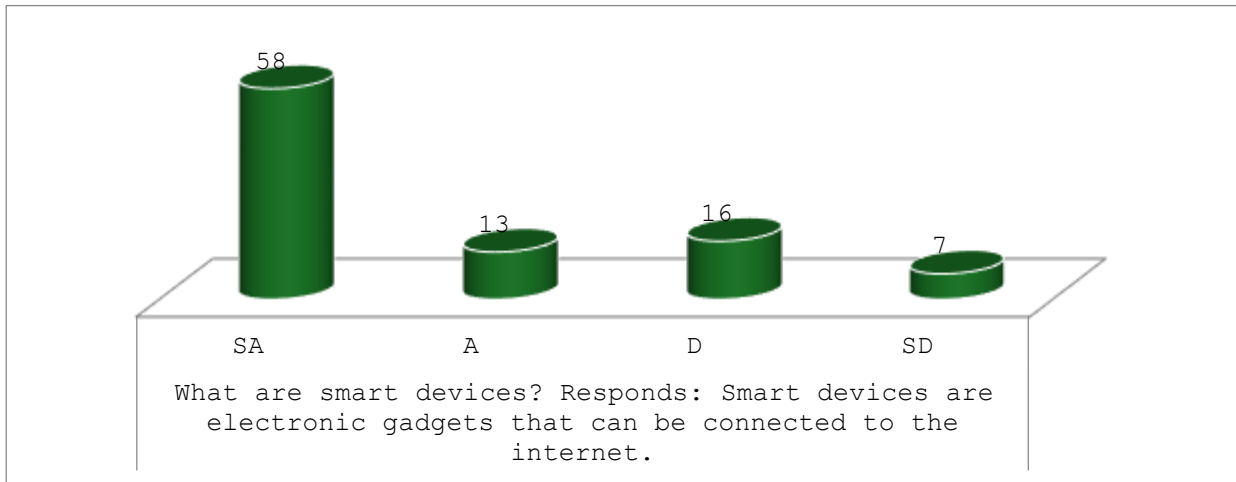 58
13
16
7
SA A D SD
What are smart devices? Responds: Smart devices are
electronic gadgets that can be connected to the
internet.